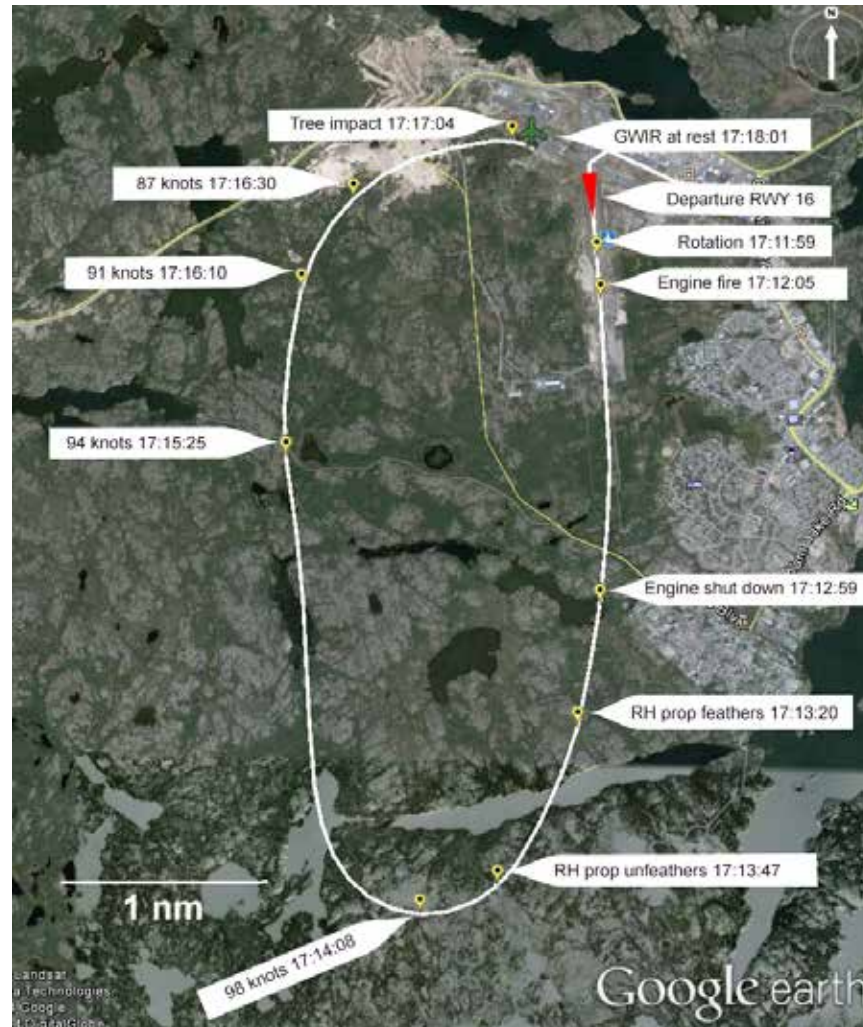 N
Tree impact 17:17:04
GWIR at rest 17:18:01
87 knots 17:16:30
Departure RWY 16
Rotation 17:11:59
91 knots 17:16:10
Engine fire 17:12:05
94 knots 17:15:25
Engine shut down 17:12:59
RH prop feathers 17:13:20
RH prop unfeathers 17:13:47
1 nm
98 knots 17:14:08
Landsat
a Technologies
Google
DigitalGlobe
Google earth